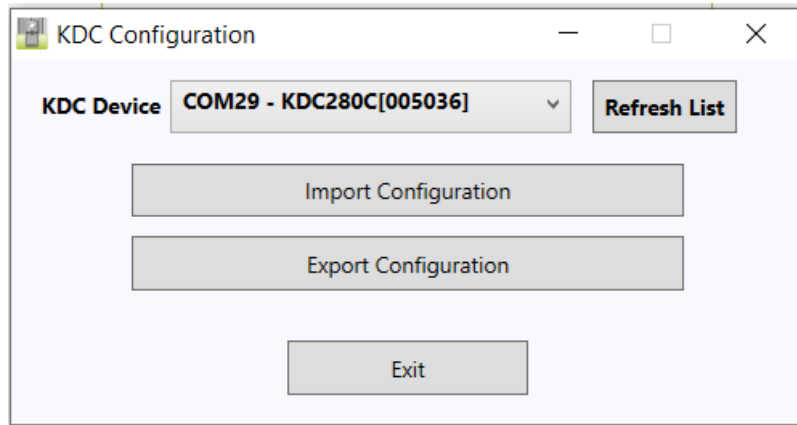 KDC Configuration
KDC Device COM29 - KDC280C[005036] Refresh List
Import Configuration
Export Configuration
Exit